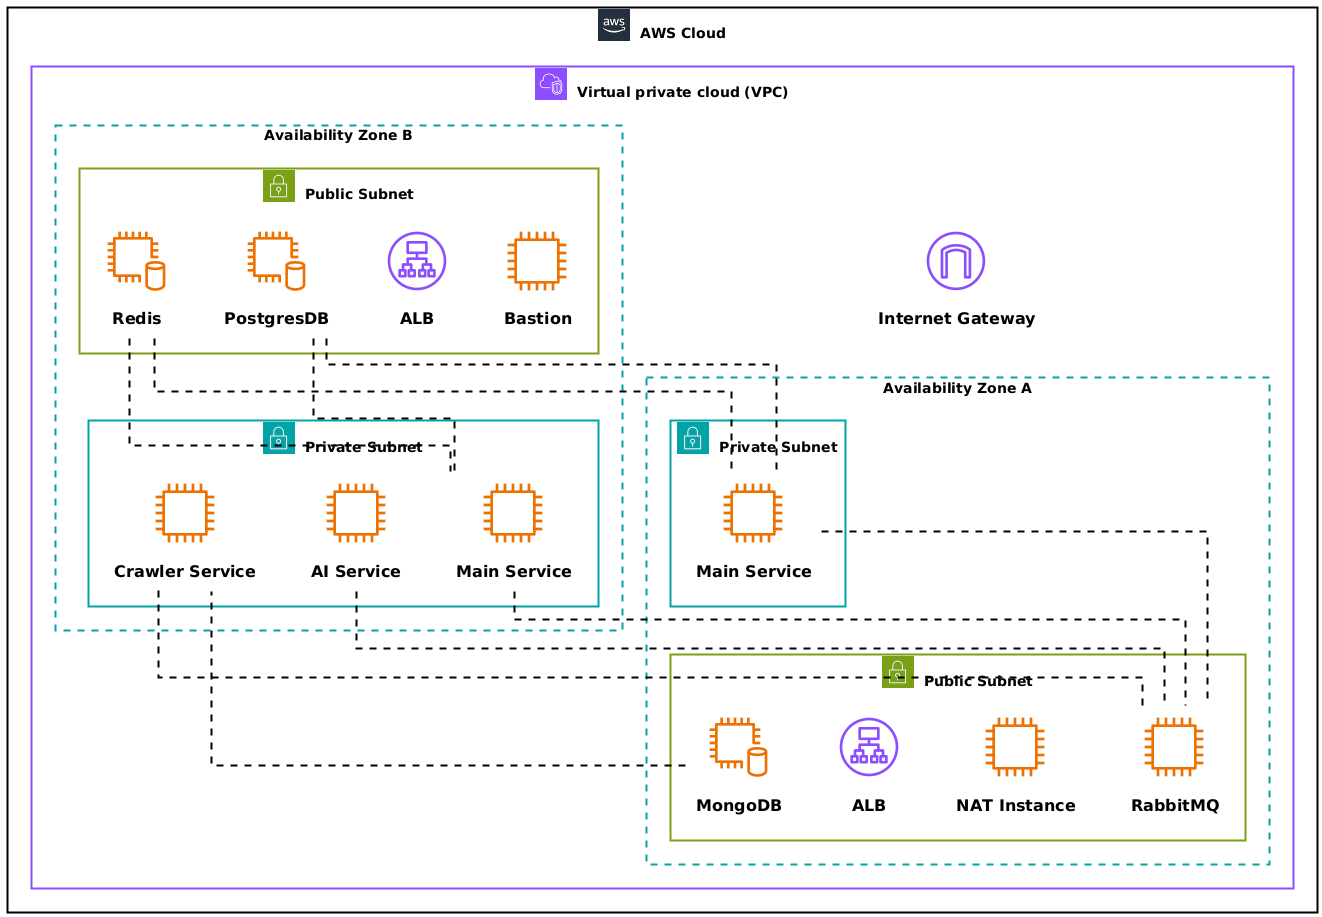 aws
AWS Cloud
Virtual private cloud (VPC)
Availability Zone B
Public Subnet
Redis
PostgresDB
ALB
Bastion
Internet Gateway
Availability Zone A
Private Subnet
Crawler Service
AI Service
Main Service
Private Subnet
Main Service
Public Subnet
MongoDB
ALB
NAT Instance
RabbitMQ